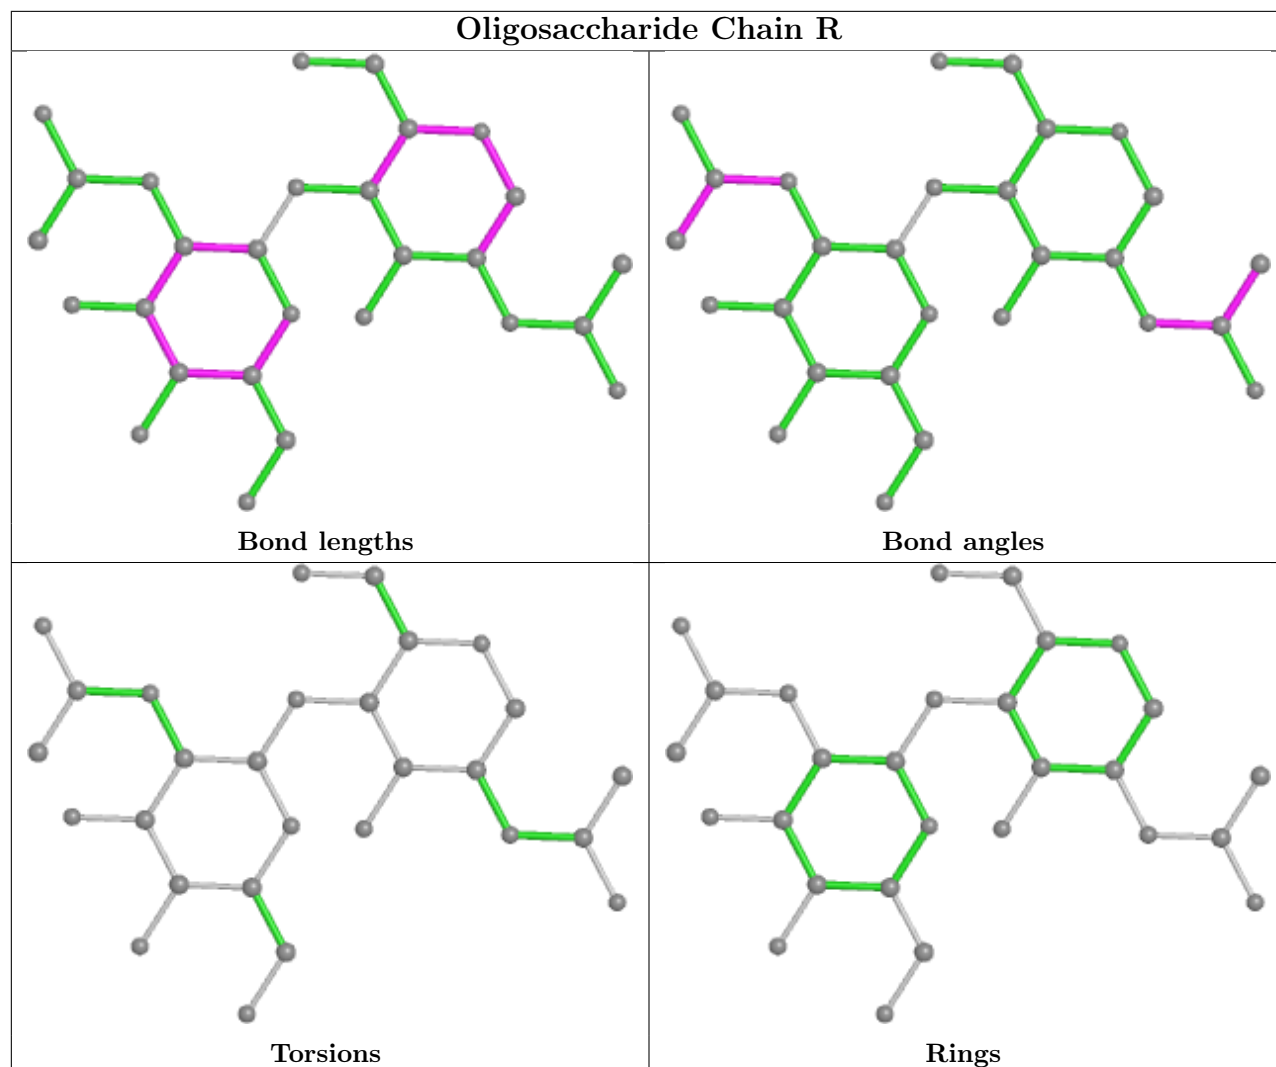 Oligosaccharide Chain R
Bond lengths
Bond angles
Torsions
Rings